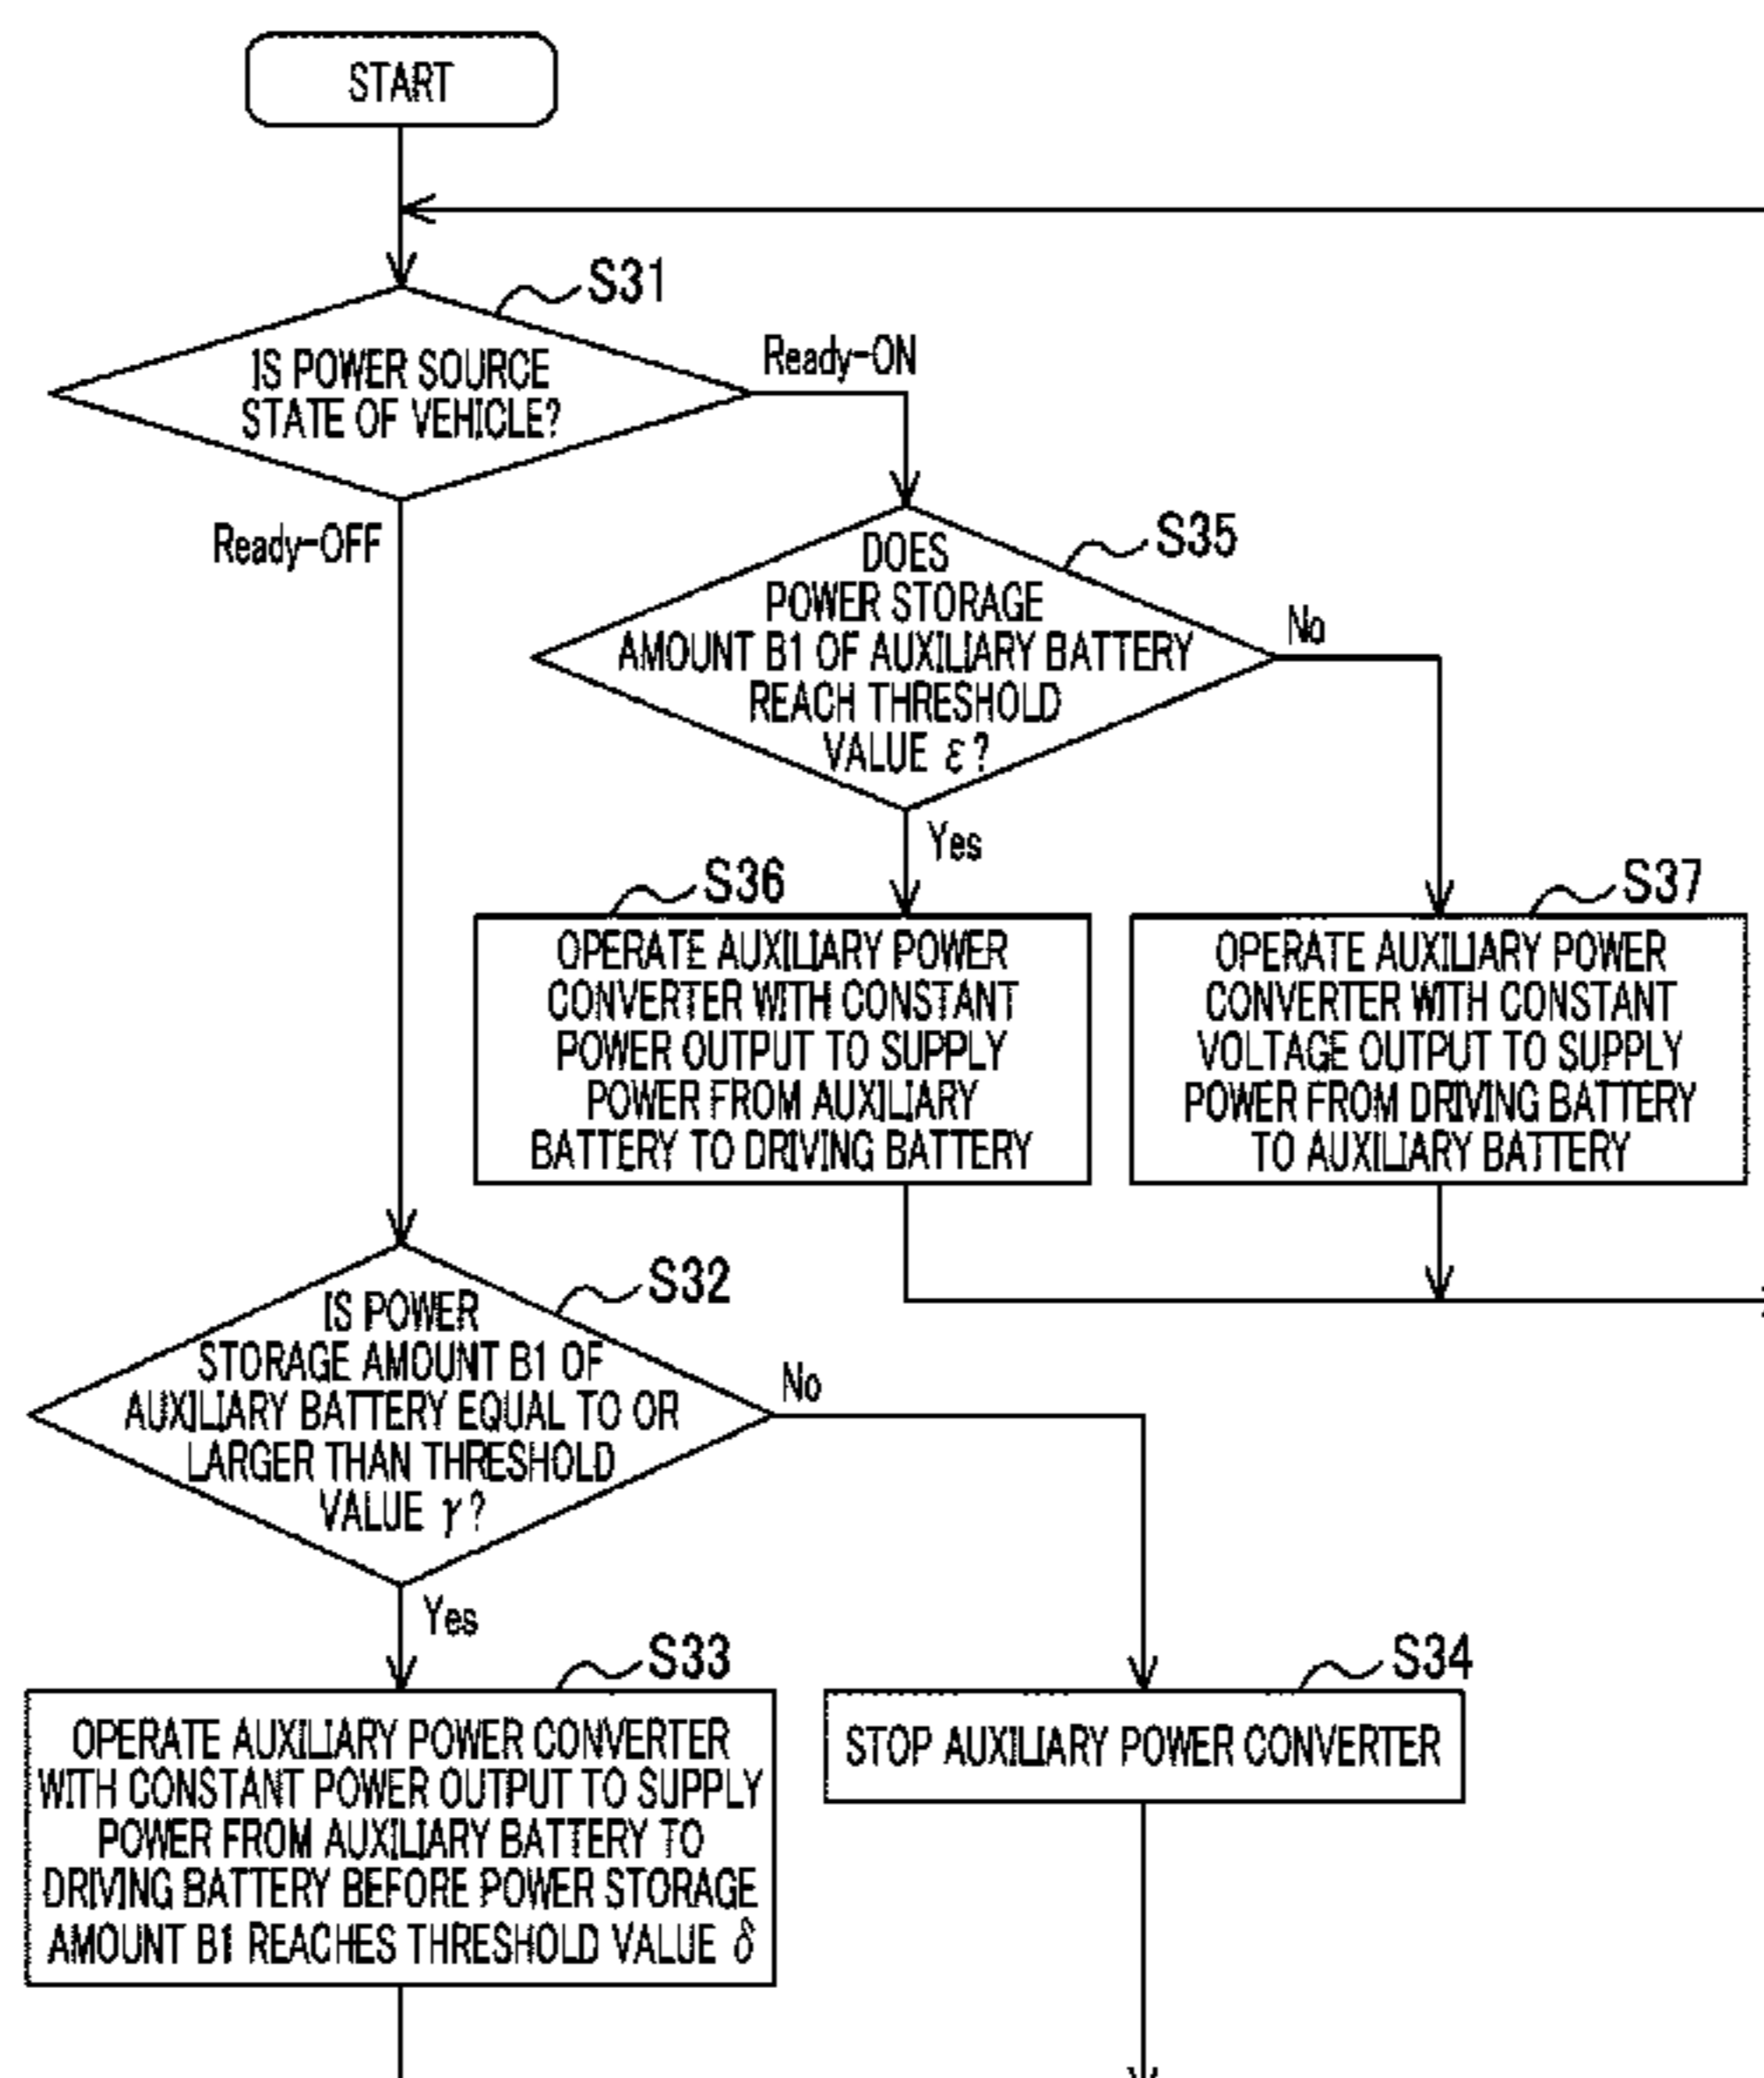 START
S31
IS POWER SOURCE
STATE OF VEHICLE?
Ready-ON
Ready-OFF
S35
DOES
POWER STORAGE
AMOUNT B1 OF AUXILIARY BATTERY
REACH THRESHOLD
VALUE ε?
No
Yes
S36
OPERATE AUXILIARY POWER
CONVERTER WITH CONSTANT
POWER OUTPUT TO SUPPLY
POWER FROM AUXILIARY
BATTERY TO DRIVING BATTERY
S37
OPERATE AUXILIARY POWER
CONVERTER WITH CONSTANT
VOLTAGE OUTPUT TO SUPPLY
POWER FROM DRIVING BATTERY
TO AUXILIARY BATTERY
S32
IS POWER
STORAGE AMOUNT B1 OF
AUXILIARY BATTERY EQUAL TO OR
LARGER THAN THRESHOLD
VALUE γ?
No
Yes
S33
OPERATE AUXILIARY POWER CONVERTER
WITH CONSTANT POWER OUTPUT TO SUPPLY
POWER FROM AUXILIARY BATTERY TO
DRIVING BATTERY BEFORE POWER STORAGE
AMOUNT B1 REACHES THRESHOLD VALUE δ
S34
STOP AUXILIARY POWER CONVERTER